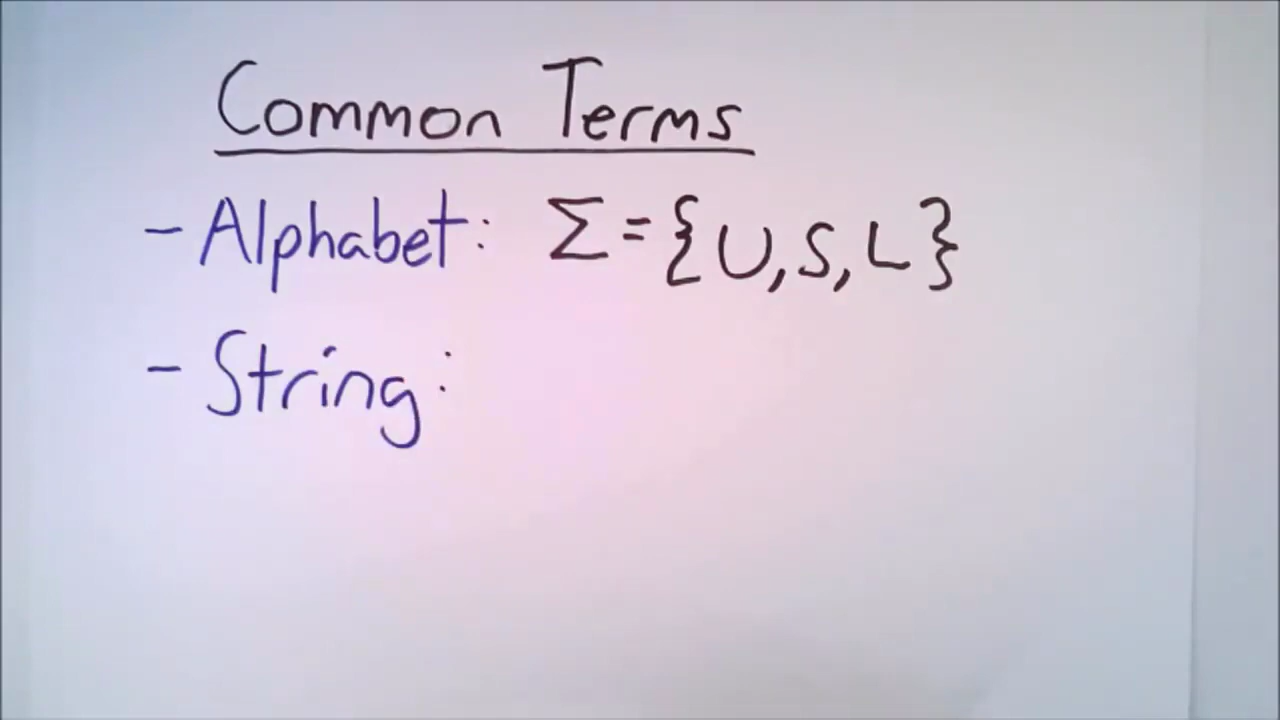 Common Terms
- Alphabet: Σ = {U, S, L}
- String: